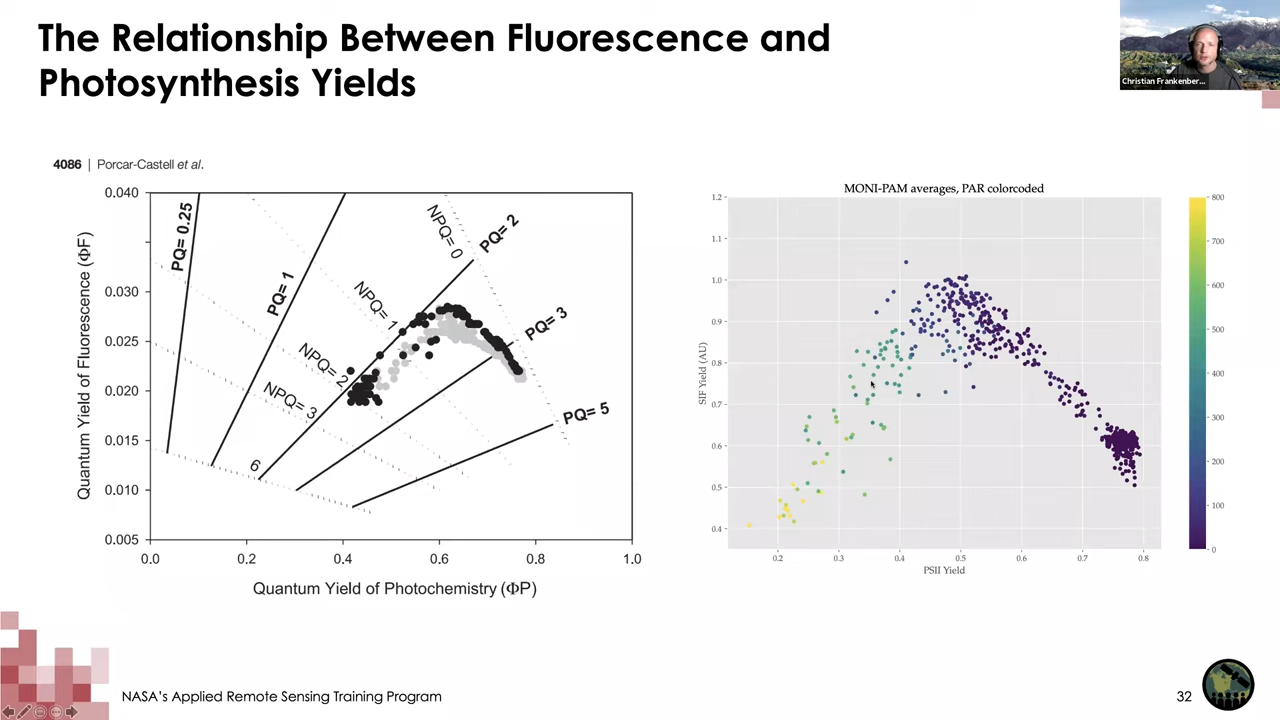 The Relationship Between Fluorescence and
Photosynthesis Yields
Christian Frankenber...
4086 | Porcar-Castell et al.
0.040
0.030
0.025
0.020
0.015
0.010
0.005
0.0
0.2
0.4
0.6
0.8
1.0
Quantum Yield of Fluorescence (ΦF)
Quantum Yield of Photochemistry (ΦP)
PQ= 0.25
PQ= 1
NPQ= 0
PQ= 2
NPQ= 1
PQ= 3
NPQ= 2
NPQ= 3
PQ= 5
6
MONI-PAM averages, PAR colorcoded
1.2
1.1
1.0
0.9
0.8
0.7
0.6
0.5
0.4
SIF Yield (AU)
0.2
0.3
0.4
0.5
0.6
0.7
0.8
PSII Yield
800
700
600
500
400
300
200
100
0
NASA's Applied Remote Sensing Training Program
32